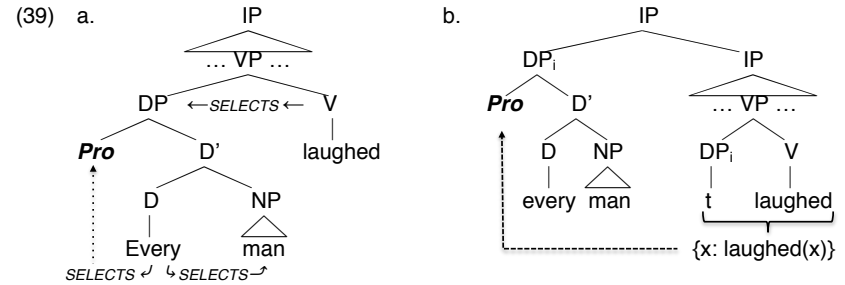 (39) a. IP b. IP
… VP … DPᵢ IP
DP ←SELECTS← V Pro D' … VP …
Pro D' laughed D NP DPᵢ V
D NP every man t laughed
Every man {x: laughed(x)}
SELECTS SELECTS